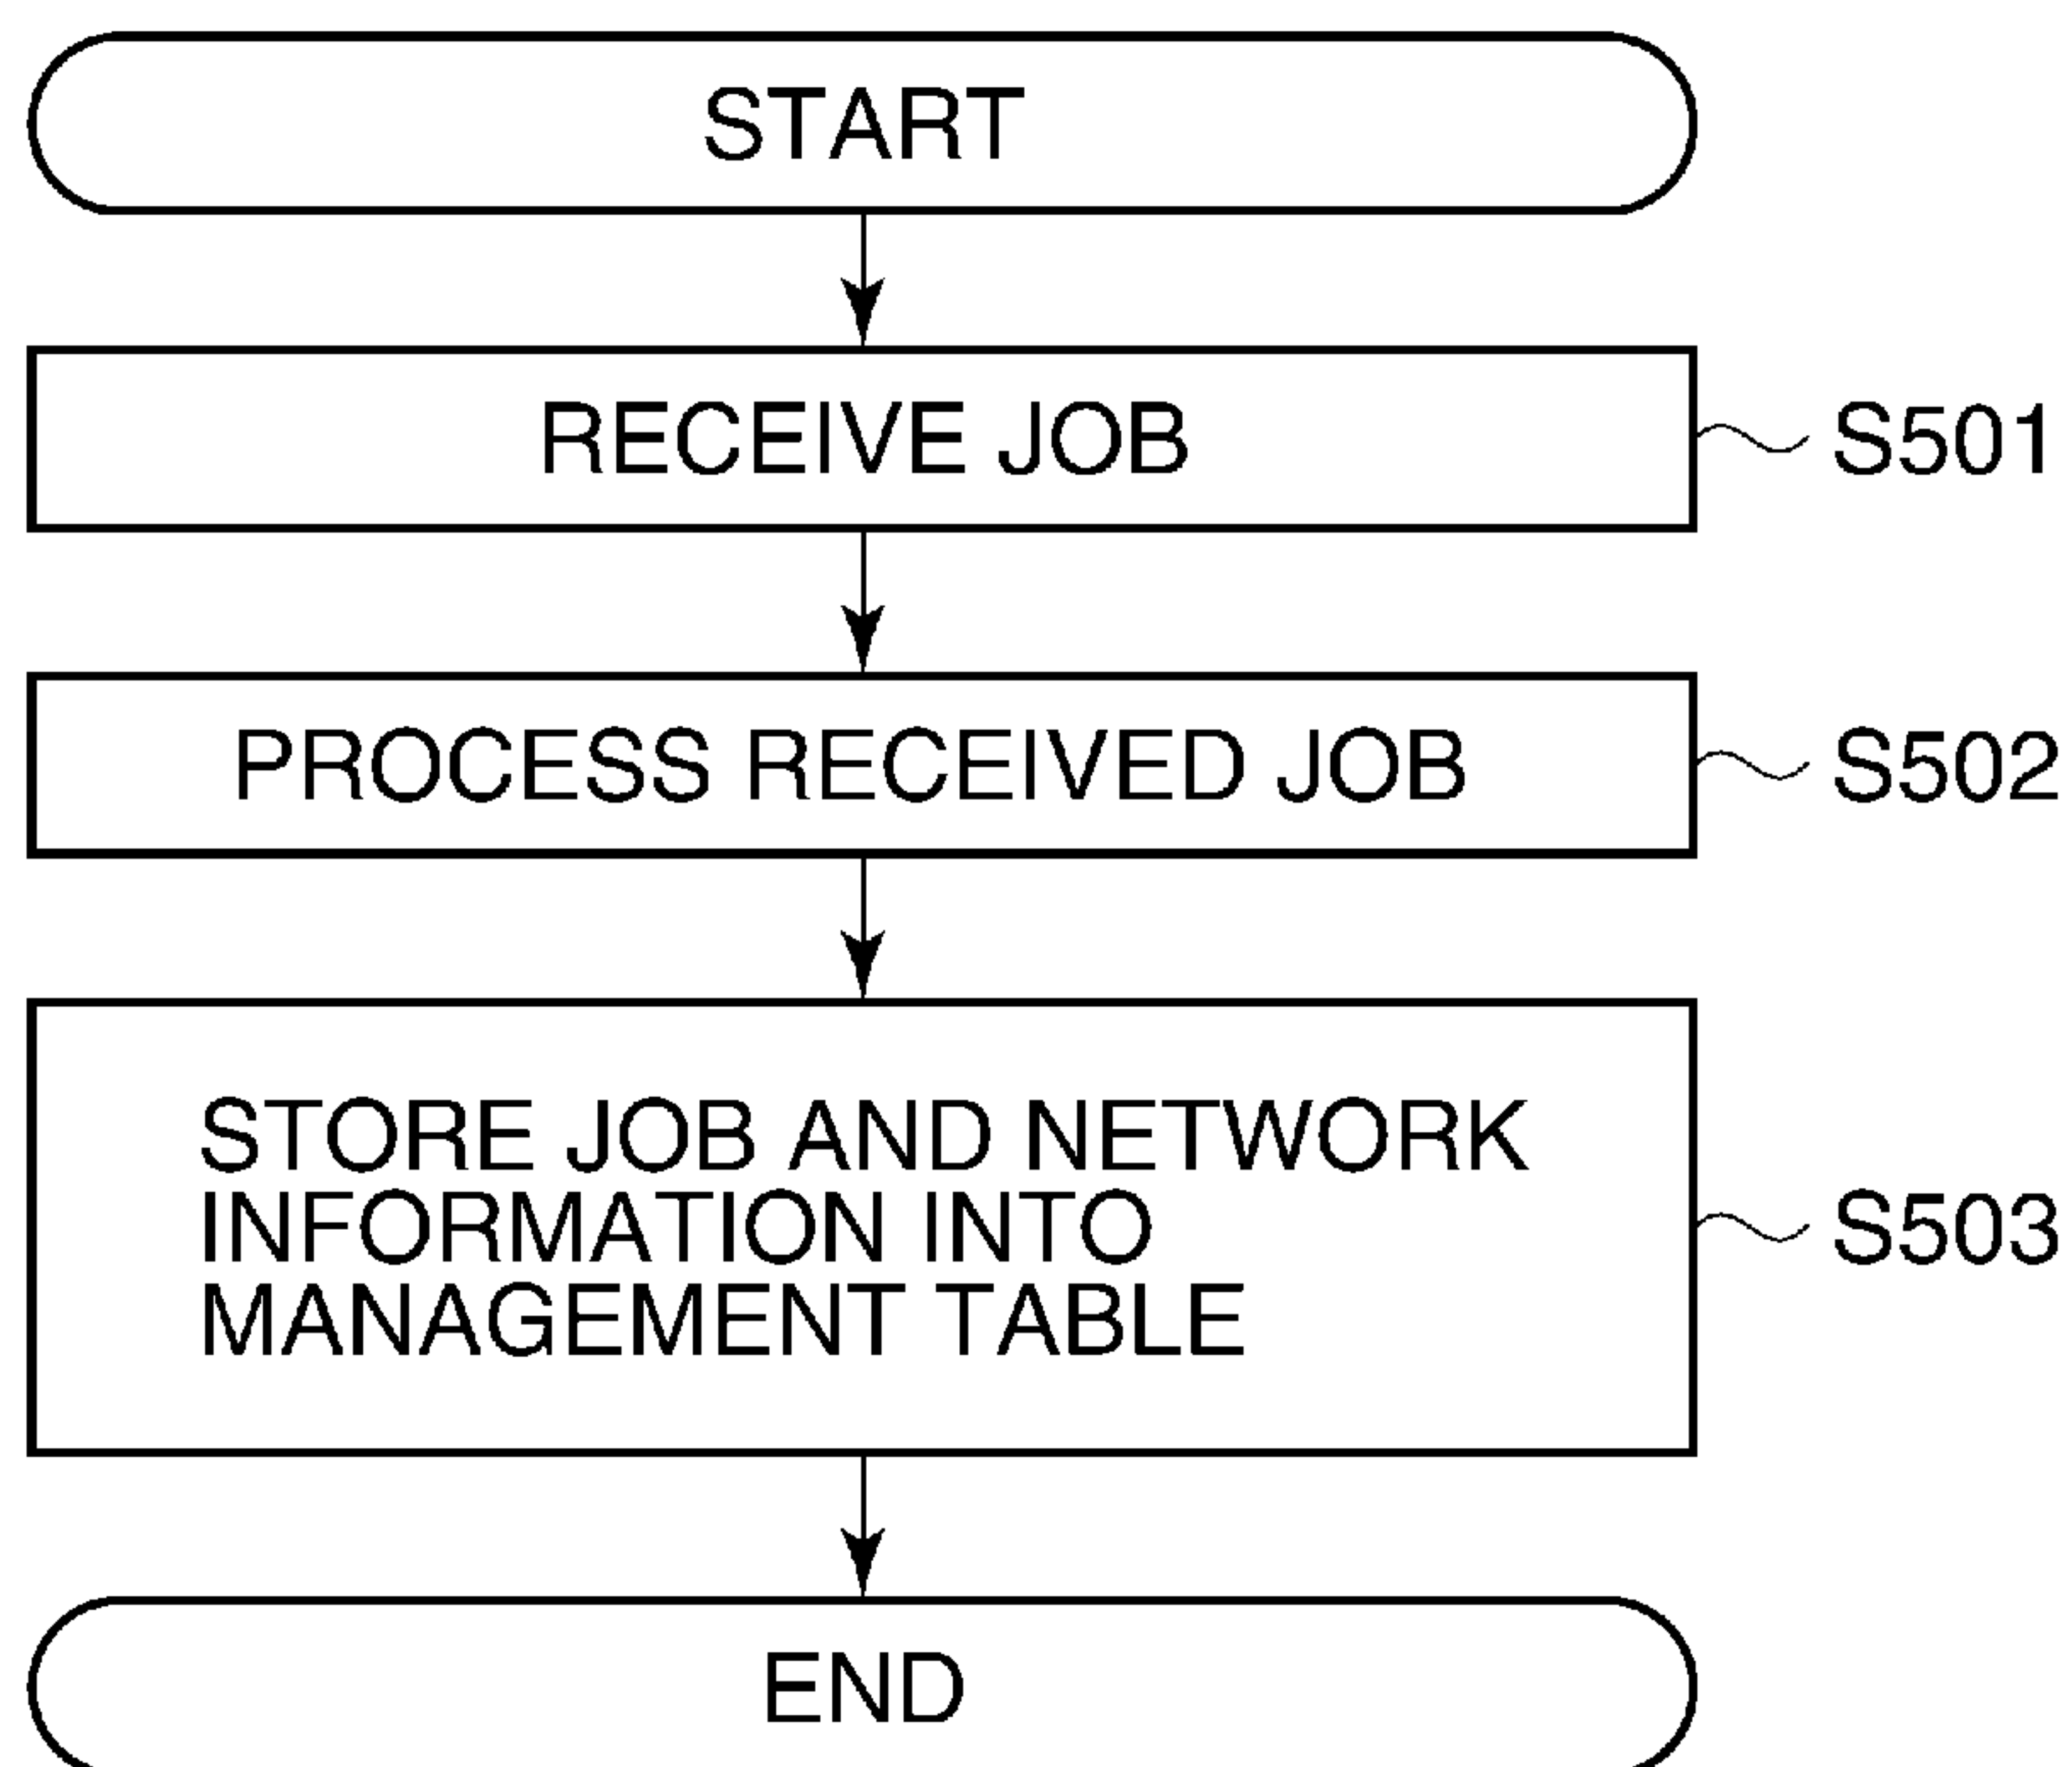 START
RECEIVE JOB
S501
PROCESS RECEIVED JOB
S502
STORE JOB AND NETWORK
INFORMATION INTO
MANAGEMENT TABLE
S503
END